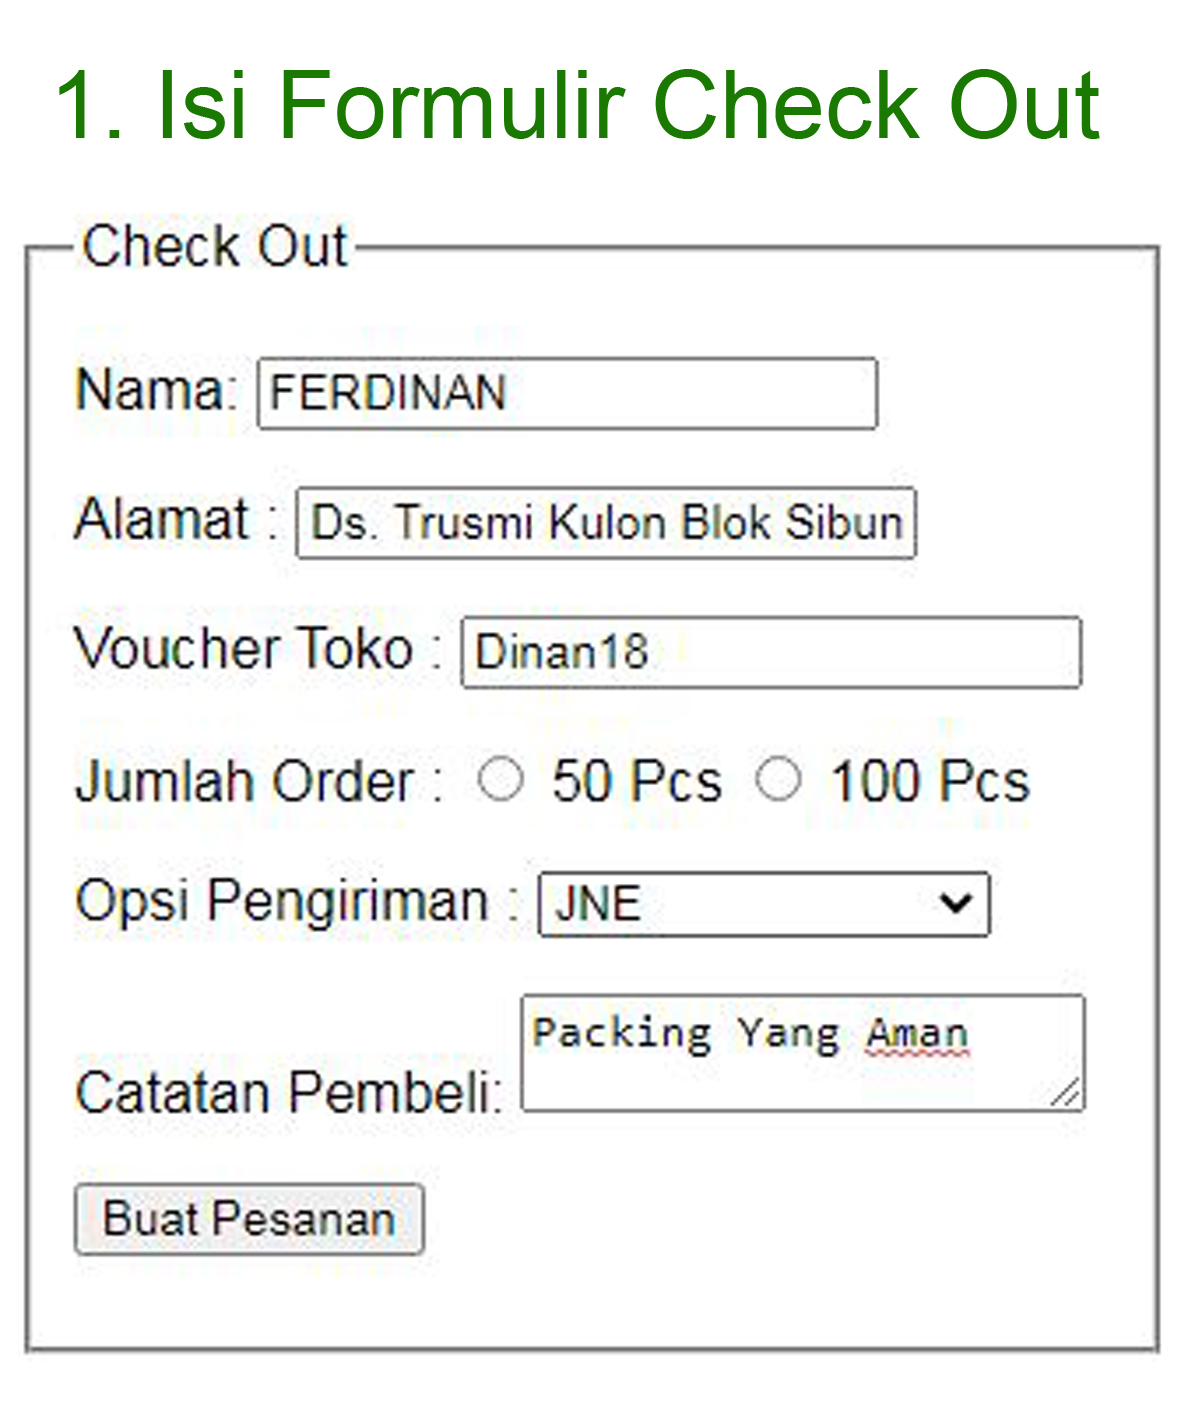 1. Isi Formulir Check Out
Check Out
Nama: FERDINAN
Alamat : Ds. Trusmi Kulon Blok Sibun
Voucher Toko : Dinan18
Jumlah Order : 50 Pcs 100 Pcs
Opsi Pengiriman : JNE
Packing Yang Aman
Catatan Pembeli:
Buat Pesanan